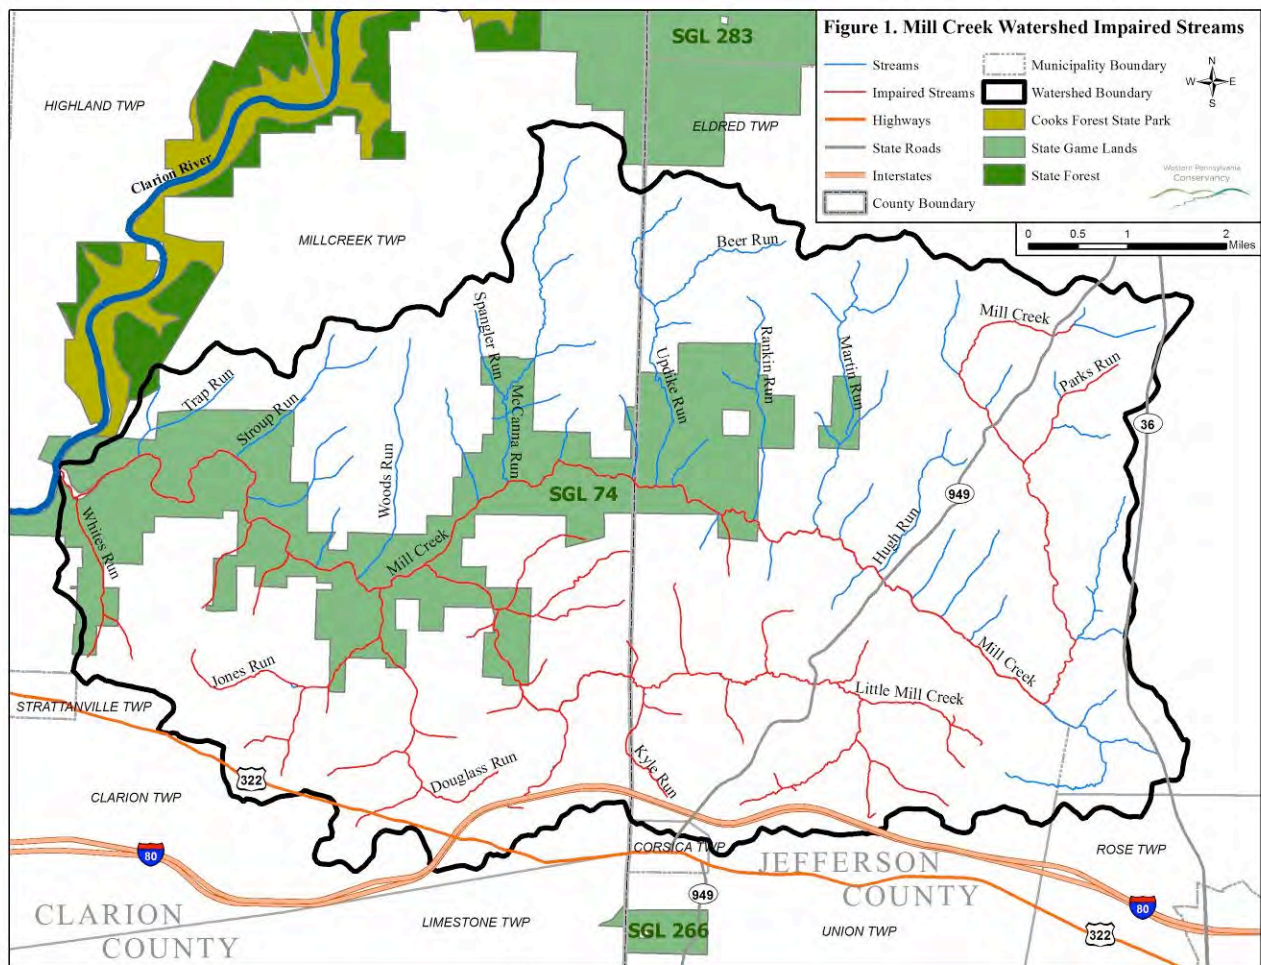 Figure 1. Mill Creek Watershed Impaired Streams
Streams
Impaired Streams
Highways
State Roads
Interstates
County Boundary
Municipality Boundary
Watershed Boundary
Cooks Forest State Park
State Game Lands
State Forest
N
W E
S
Western Pennsylvania
Conservancy
0 0.5 1 2
Miles
SGL 283
HIGHLAND TWP
ELDRED TWP
Clarion River
MILLCREEK TWP
Beer Run
Spangler Run
McCanna Run
Updike Run
Rankin Run
Martin Run
Mill Creek
Parks Run
Trap Run
Stroup Run
Woods Run
36
SGL 74
949
Whites Run
Mill Creek
Hugh Run
Jones Run
Mill Creek
Little Mill Creek
STRATTANVILLE TWP
322
Douglass Run
Kyle Run
CLARION TWP
80
CORSICA TWP
JEFFERSON
COUNTY
ROSE TWP
949
80
CLARION
COUNTY
LIMESTONE TWP
SGL 266
UNION TWP
322